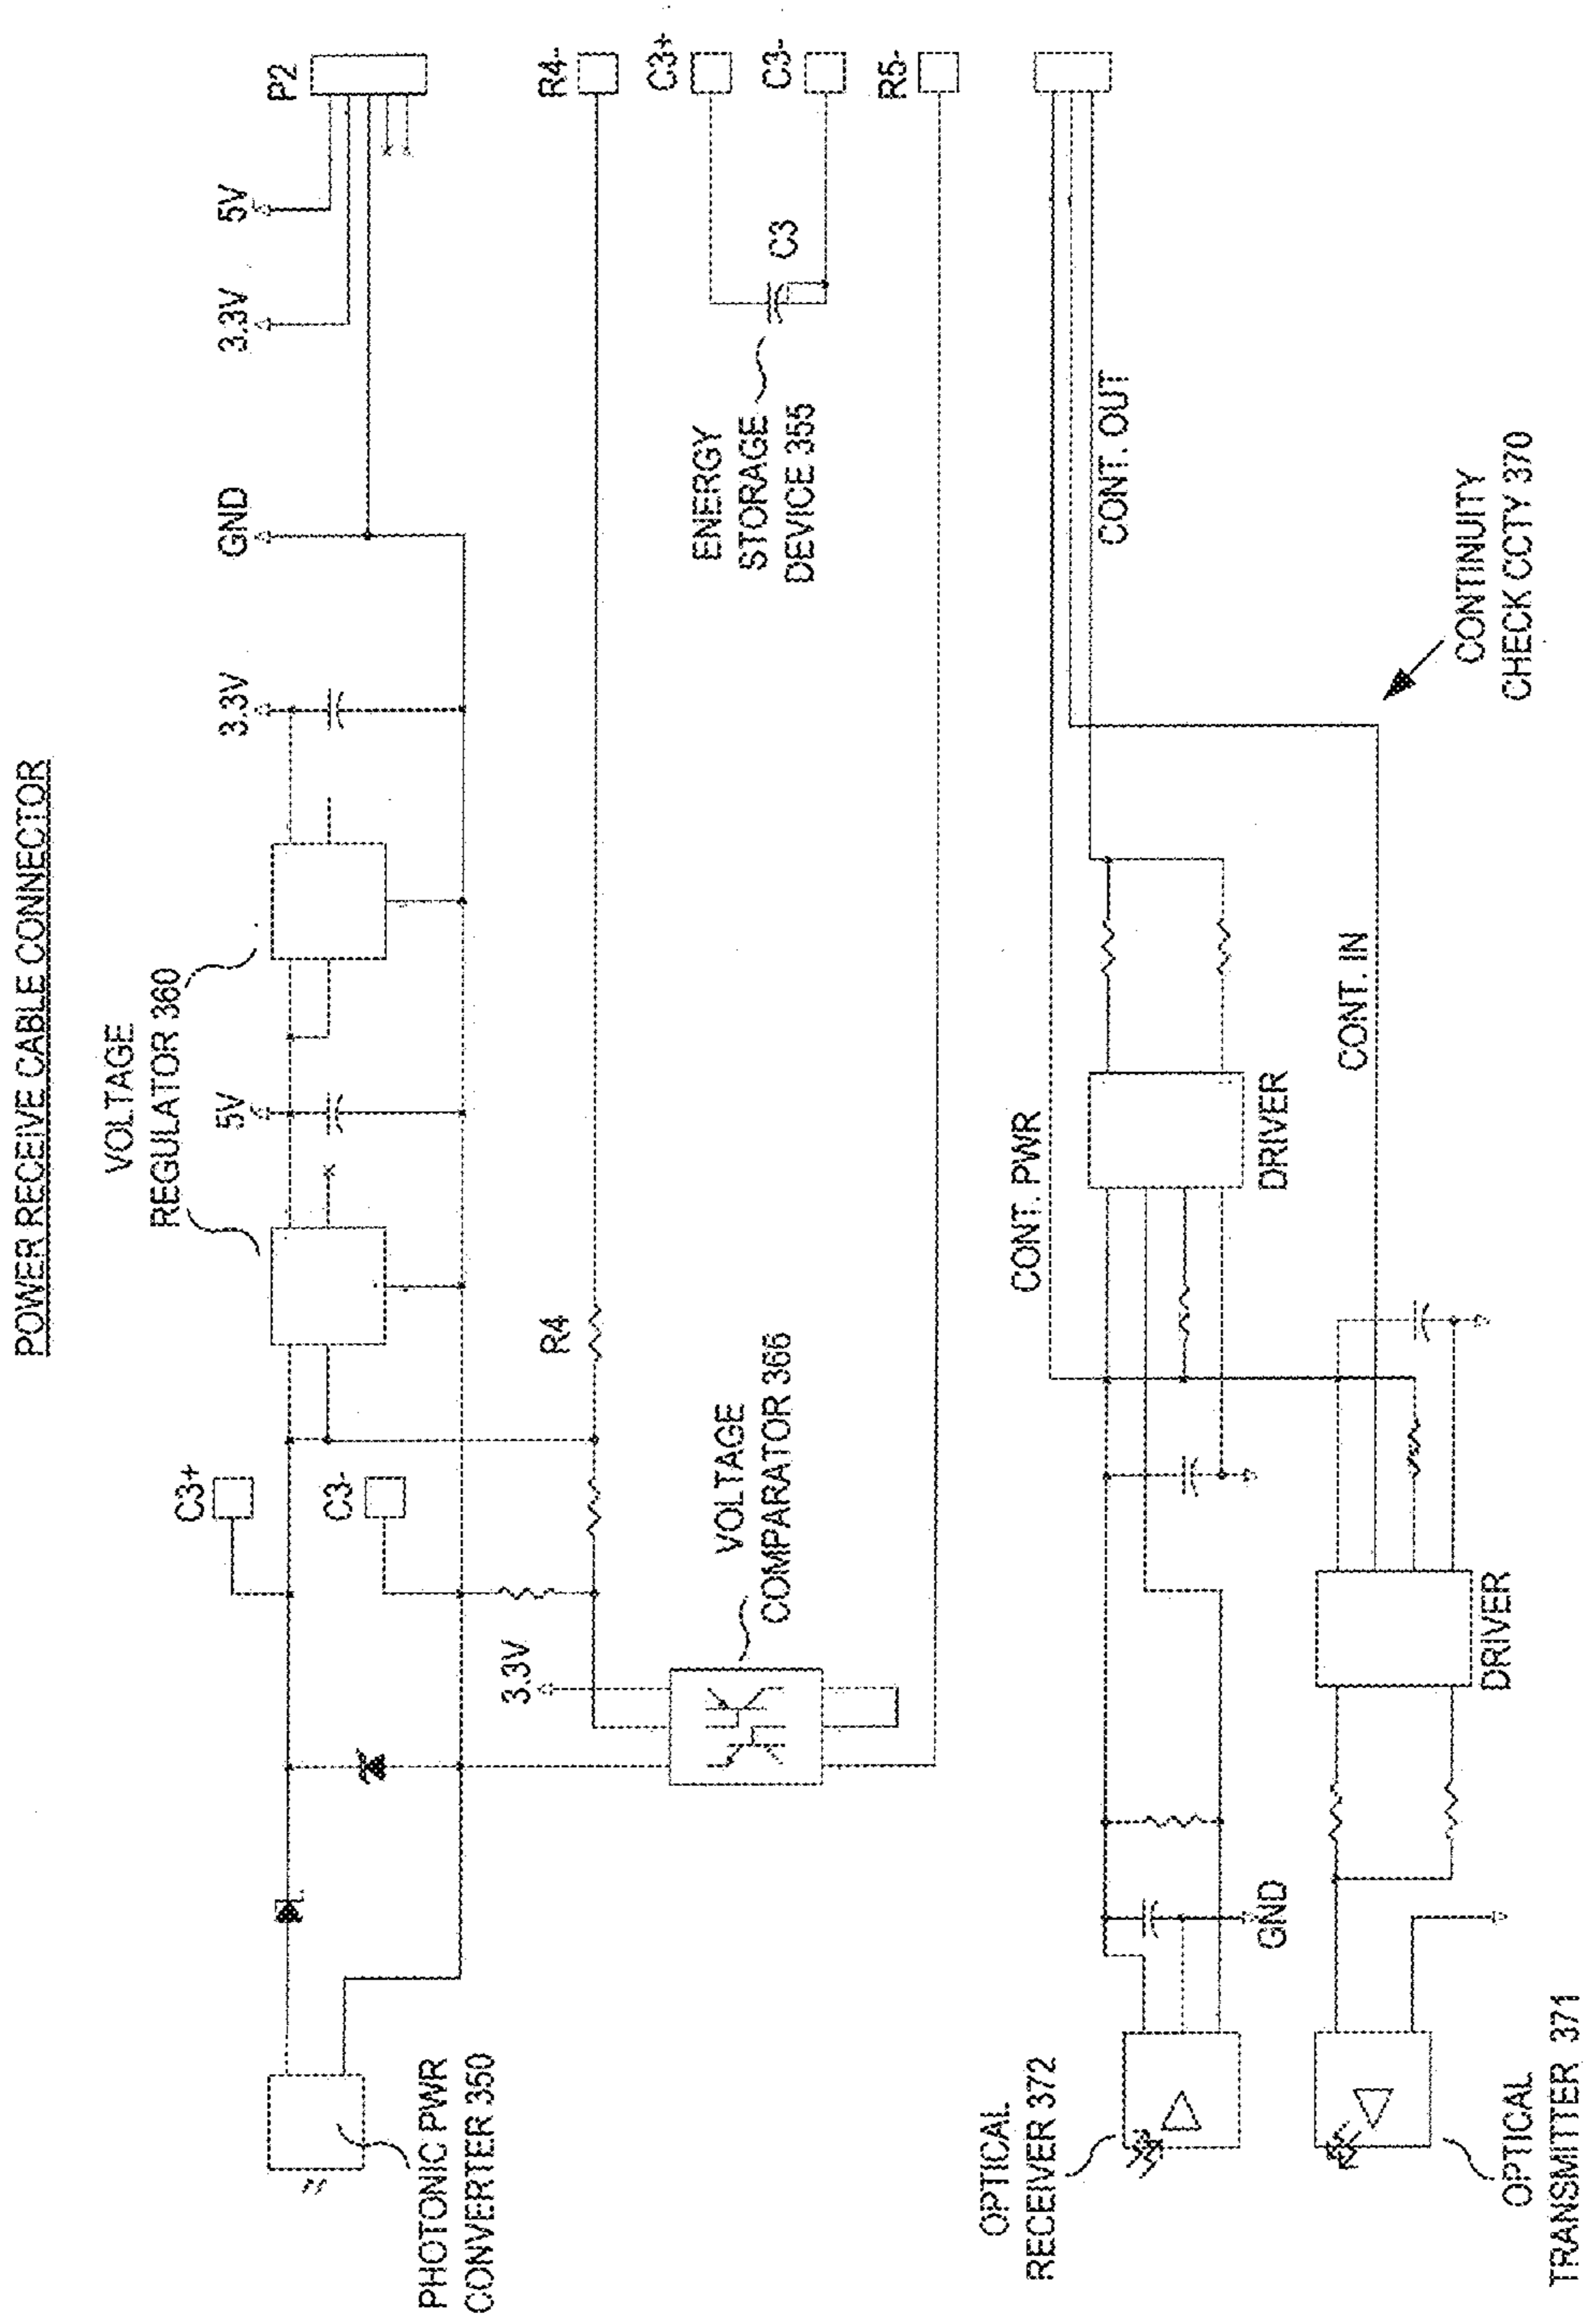 POWER RECEIVE CABLE CONNECTOR
VOLTAGE
REGULATOR 360
C3+
C3-
5V
3.3V
GND
3.3V
5V
P2
PHOTONIC PWR
CONVERTER 350
3.3V
R4
R4-
VOLTAGE
COMPARATOR 366
ENERGY
STORAGE
DEVICE 355
C3
C3+
C3-
R5-
OPTICAL
RECEIVER 372
GND
CONT. PWR
DRIVER
CONT. OUT
OPTICAL
TRANSMITTER 371
DRIVER
CONT. IN
CONTINUITY
CHECK CCTY 370